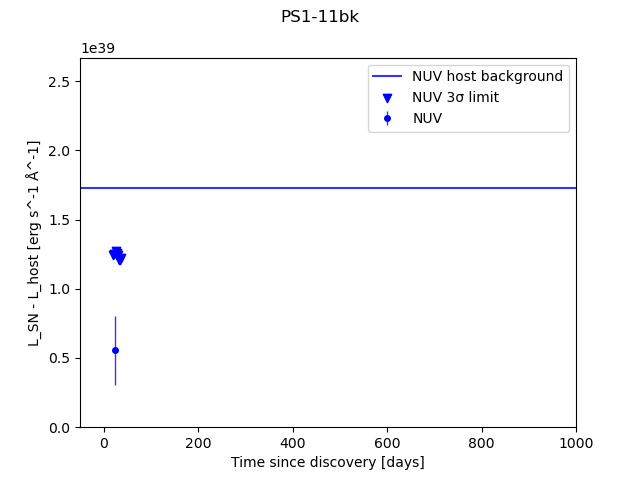 PS1-11bk
1e39
NUV host background
NUV 3σ limit
NUV
2.5
2.0
1.5
1.0
0.5
0.0
L_SN - L_host [erg s^-1 Å^-1]
0
200
400
600
800
1000
Time since discovery [days]